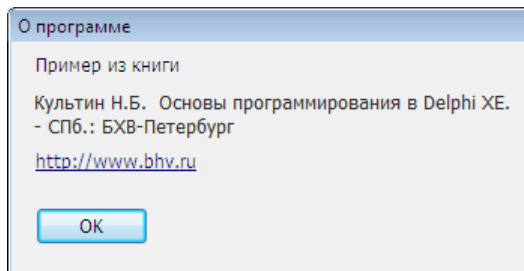 О программе
Пример из книги
Культин Н.Б. Основы программирования в Delphi XE.
- СПб.: БХВ-Петербург
http://www.bhv.ru
OK